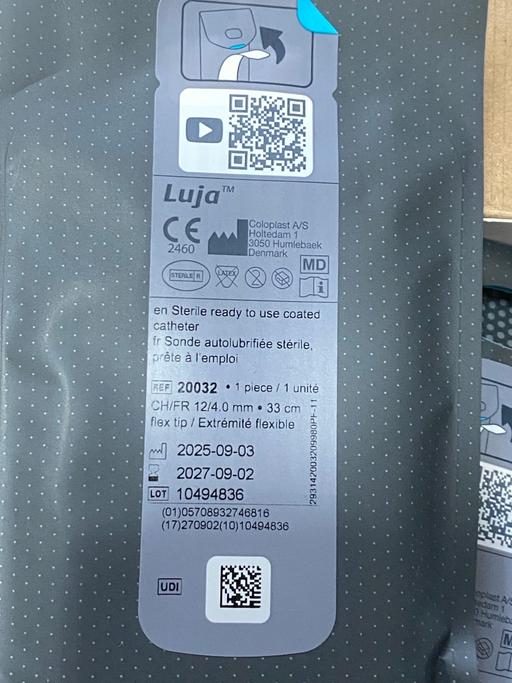 Luja™
CE
2460
Coloplast A/S
Holtedam 1
3050 Humlebaek
Denmark
MD
STERILE R
LATEX
2
i
en Sterile ready to use coated
catheter
fr Sonde autolubrifiée stérile,
prête à l'emploi
REF 20032 • 1 piece / 1 unité
CH/FR 12/4.0 mm • 33 cm
flex tip / Extrémité flexible
2025-09-03
2027-09-02
LOT 10494836
(01)05708932746816
(17)270902(10)10494836
UDI